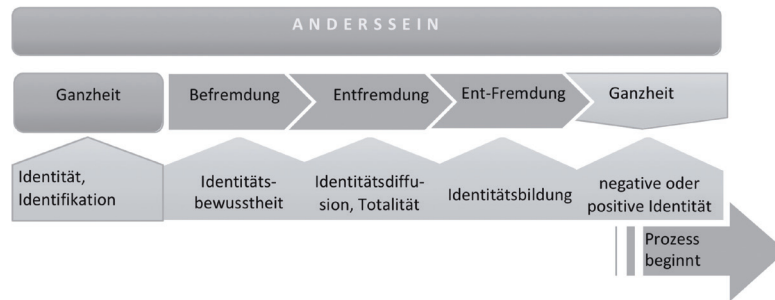 ANDERSSEIN
Ganzheit
Befremdung
Entfremdung
Ent-Fremdung
Ganzheit
Identität,
Identifikation
Identitäts-
bewusstheit
Identitätsdiffu-
sion, Totalität
Identitätsbildung
negative oder
positive Identität
Prozess
beginnt